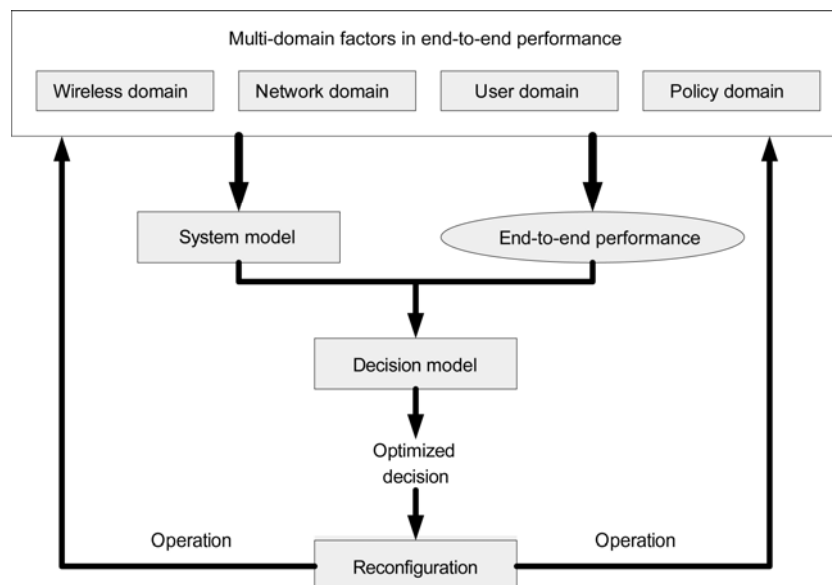 Multi-domain factors in end-to-end performance
Wireless domain
Network domain
User domain
Policy domain
System model
End-to-end performance
Decision model
Optimized
decision
Operation
Reconfiguration
Operation